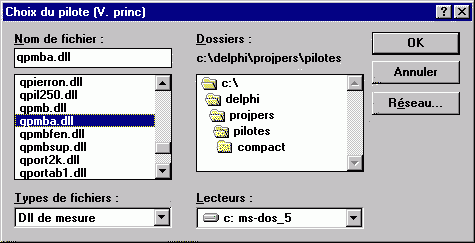 Choix du pilote (V. princ)
Nom de fichier :
qpmba.dll
qpierron.dll
qpil250.dll
qpmb.dll
qpmba.dll
qpmbfen.dll
qpmbsup.dll
qport2k.dll
qportab1.dll
Types de fichiers :
Dll de mesure
Dossiers :
c:\delphi\projpers\pilotes
c:\
delphi
projpers
pilotes
compact
Lecteurs :
c: ms-dos_5
OK
Annuler
Réseau...